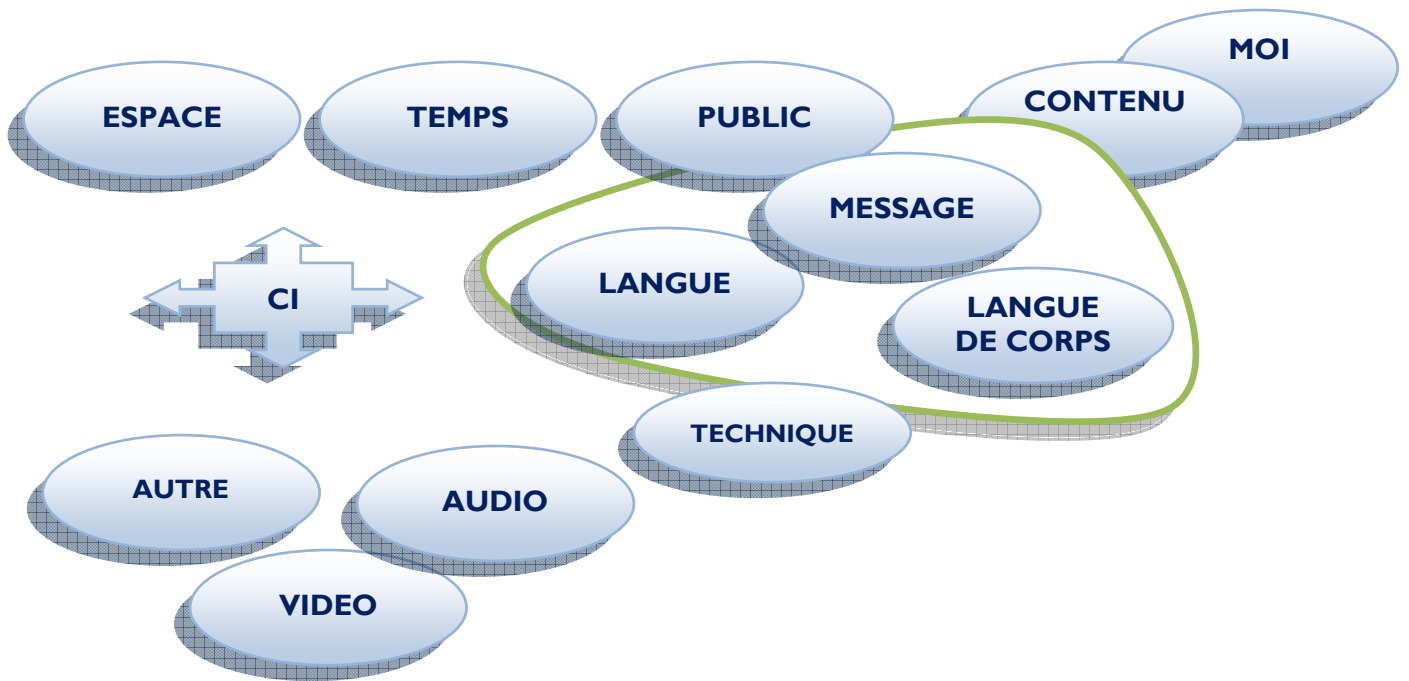 MOI
ESPACE
TEMPS
PUBLIC
CONTENU
MESSAGE
CI
LANGUE
LANGUE
DE CORPS
TECHNIQUE
AUTRE
AUDIO
VIDEO